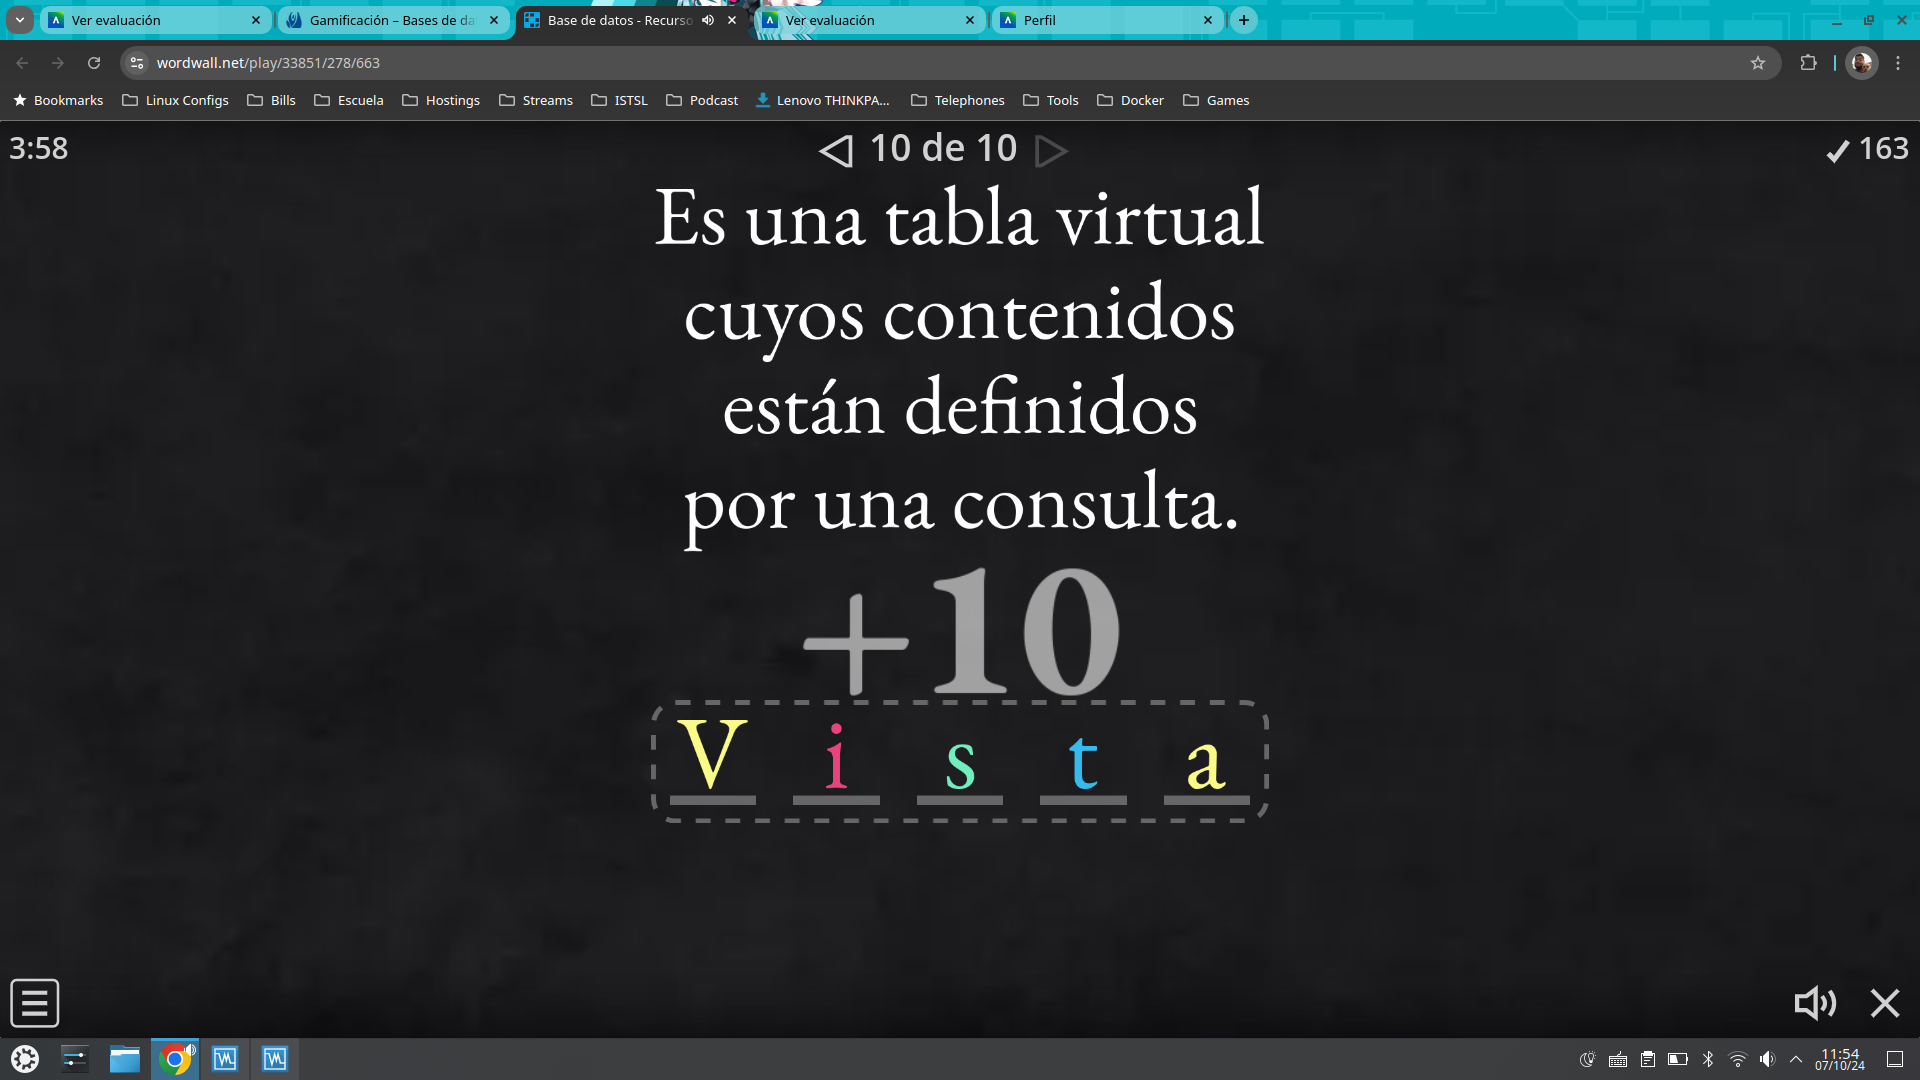 Ver evaluación
Gamificación – Bases de da
Base de datos - Recurso
Ver evaluación
Perfil
wordwall.net/play/33851/278/663
Bookmarks
Linux Configs
Bills
Escuela
Hostings
Streams
ISTSL
Podcast
Lenovo THINKPA...
Telephones
Tools
Docker
Games
3:58
10 de 10
163
Es una tabla virtual
cuyos contenidos
están definidos
por una consulta.
+10
V i s t a
11:54
07/10/24